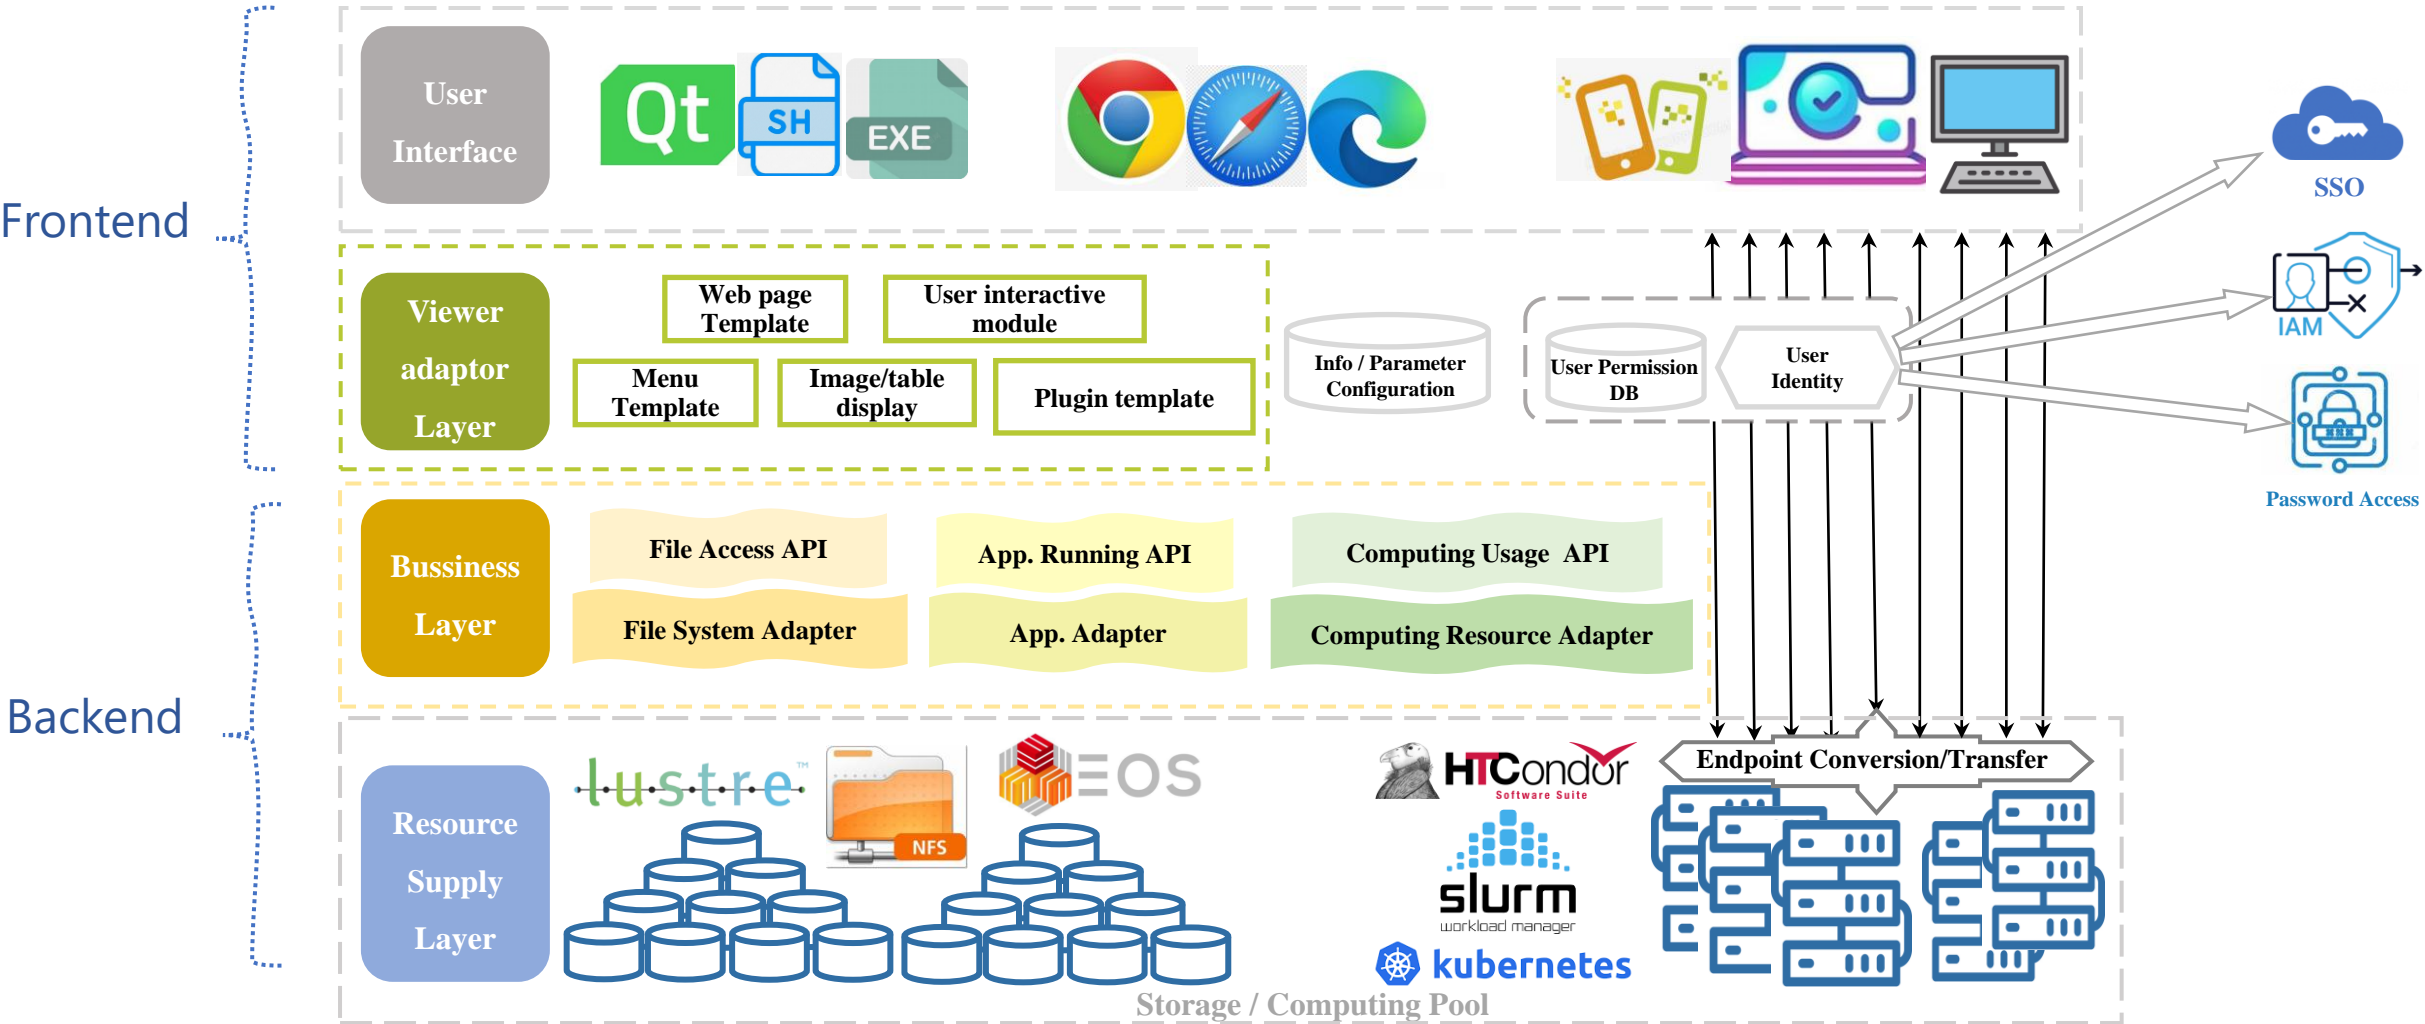 Frontend
Backend
User
Interface
Qt
SH
EXE
SSO
IAM
Password Access
Viewer
adaptor
Layer
Web page
Template
User interactive
module
Menu
Template
Image/table
display
Plugin template
Info / Parameter
Configuration
User Permission
DB
User
Identity
Bussiness
Layer
File Access API
App. Running API
Computing Usage API
File System Adapter
App. Adapter
Computing Resource Adapter
Resource
Supply
Layer
lustre™
NFS
EOS
HTCondor
Software Suite
slurm
workload manager
kubernetes
Endpoint Conversion/Transfer
Storage / Computing Pool